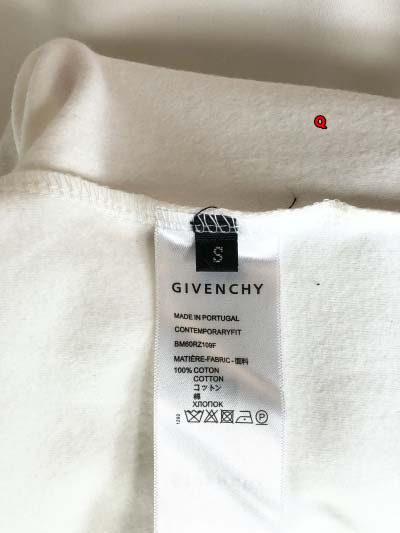 Q
S
GIVENCHY
MADE IN PORTUGAL
CONTEMPORARYFIT
BM60RZ109F
MATIÈRE-FABRIC-面料
100% COTON
COTTON
コットン
棉
ХЛОПОК
1292